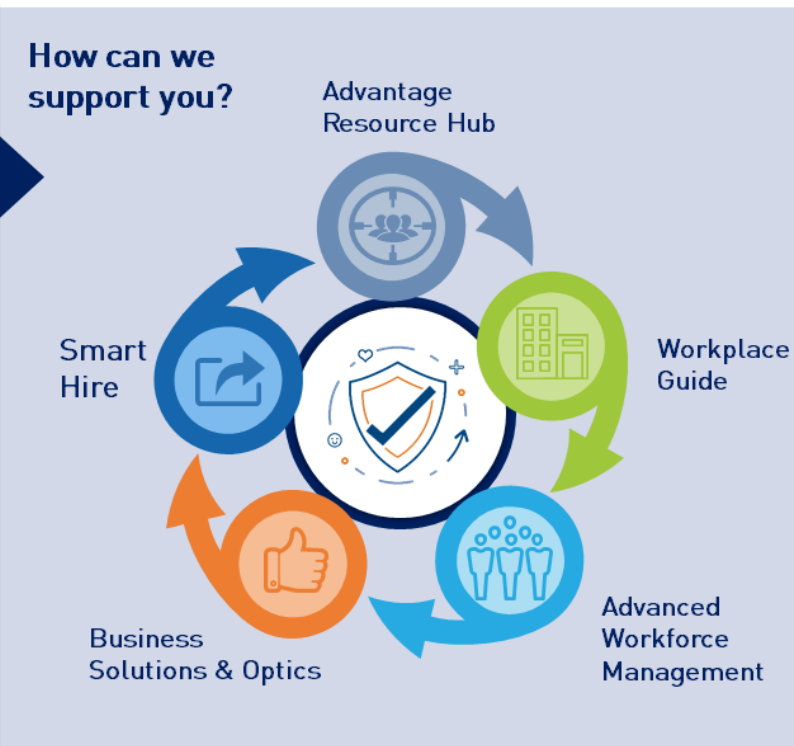 How can we
support you?
Advantage
Resource Hub
Workplace
Guide
Advanced
Workforce
Management
Business
Solutions & Optics
Smart
Hire